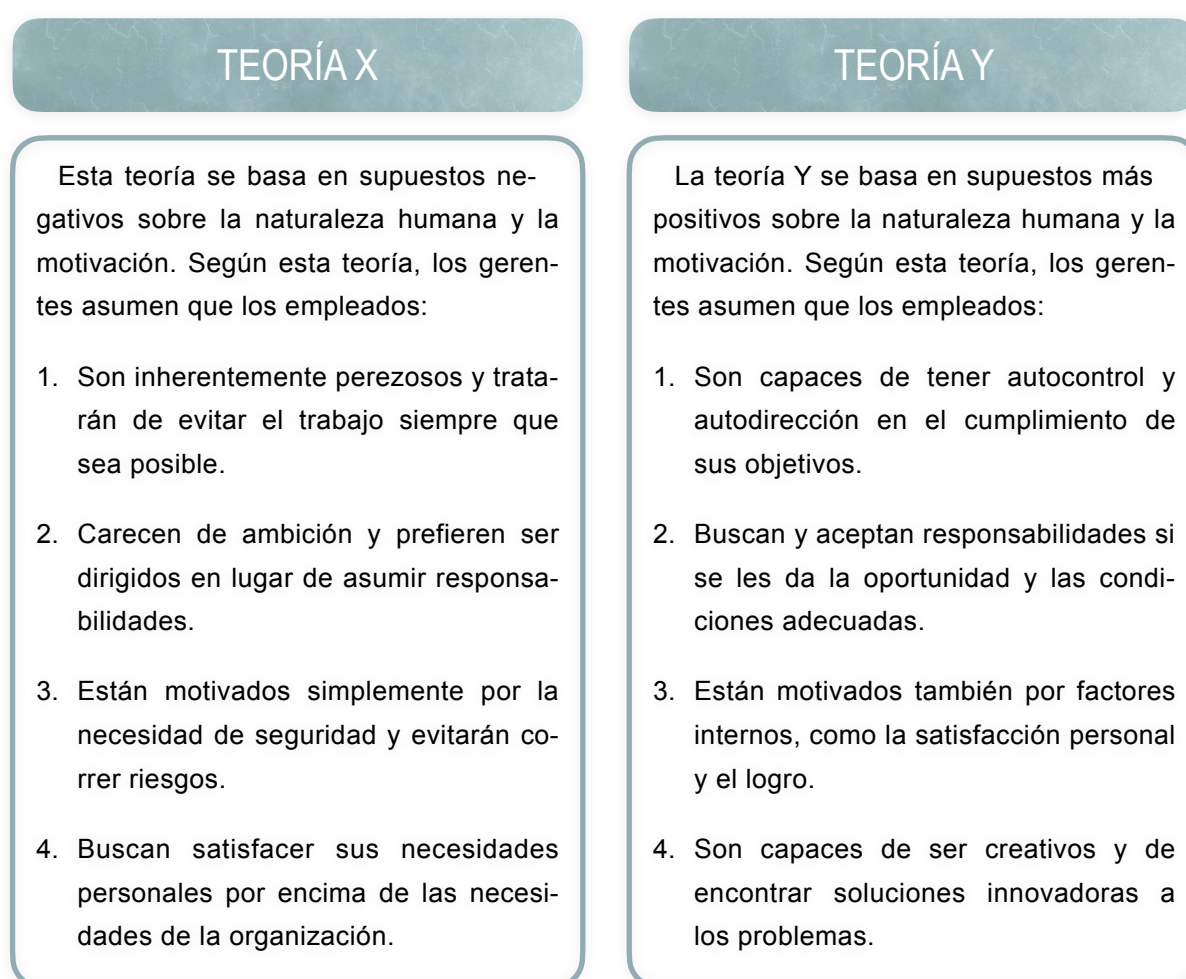 TEORÍA X
Esta teoría se basa en supuestos ne-
gativos sobre la naturaleza humana y la
motivación. Según esta teoría, los geren-
tes asumen que los empleados:
1. Son inherentemente perezosos y trata-
rán de evitar el trabajo siempre que
sea posible.
2. Carecen de ambición y prefieren ser
dirigidos en lugar de asumir responsa-
bilidades.
3. Están motivados simplemente por la
necesidad de seguridad y evitarán co-
rrer riesgos.
4. Buscan satisfacer sus necesidades
personales por encima de las necesi-
dades de la organización.
TEORÍA Y
La teoría Y se basa en supuestos más
positivos sobre la naturaleza humana y la
motivación. Según esta teoría, los geren-
tes asumen que los empleados:
1. Son capaces de tener autocontrol y
autodirección en el cumplimiento de
sus objetivos.
2. Buscan y aceptan responsabilidades si
se les da la oportunidad y las condi-
ciones adecuadas.
3. Están motivados también por factores
internos, como la satisfacción personal
y el logro.
4. Son capaces de ser creativos y de
encontrar soluciones innovadoras a
los problemas.